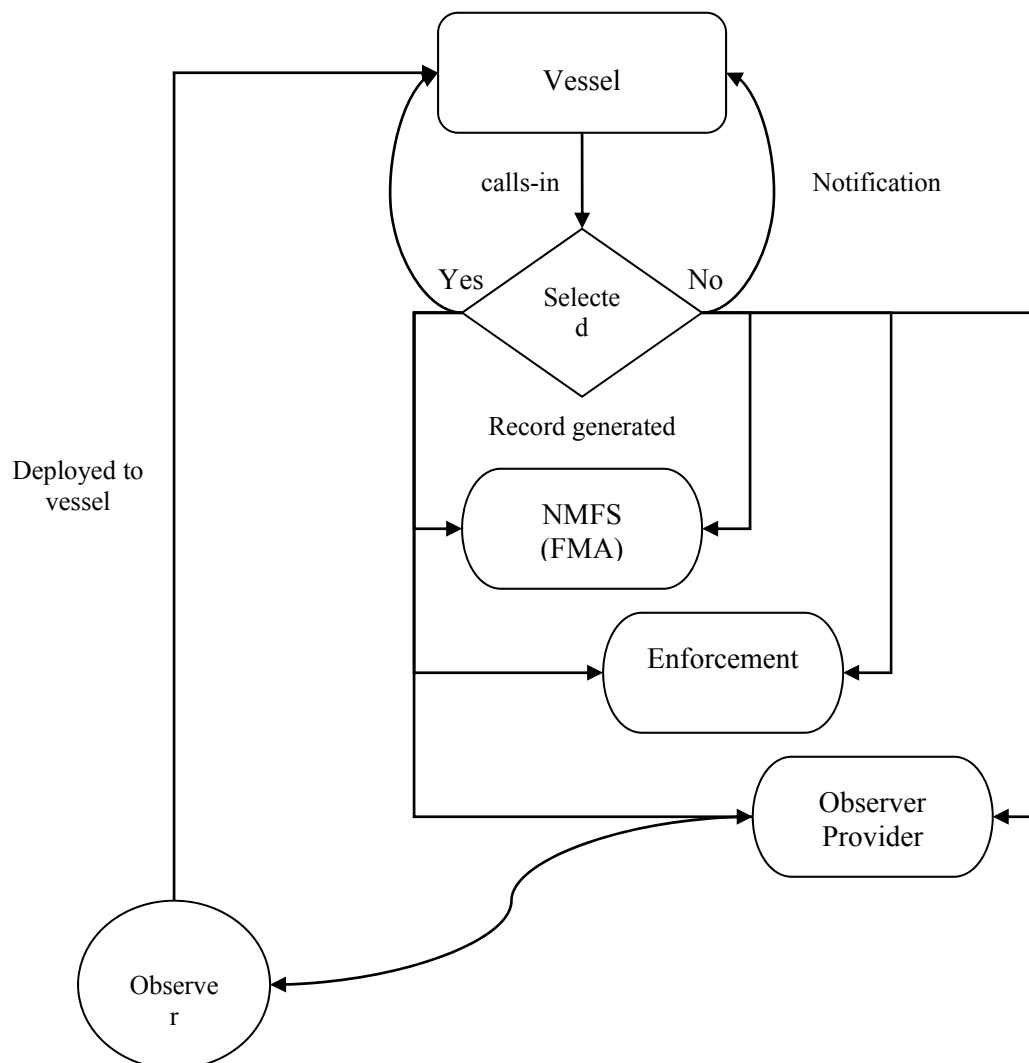 Vessel
calls-in
Notification
Yes
No
Selecte
d
Record generated
Deployed to
vessel
NMFS
(FMA)
Enforcement
Observer
Provider
Observe
r